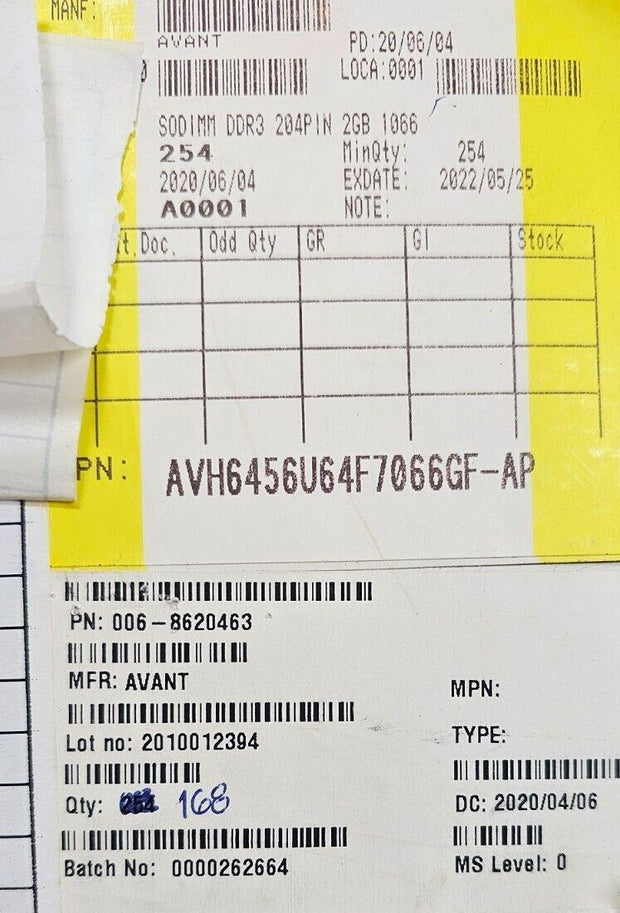 MANF:
AVANT PD:20/06/04
LOCA:0001
SODIMM DDR3 204PIN 2GB 1066
254 MinQty: 254
2020/06/04 EXDATE: 2022/05/25
A0001 NOTE:
t.Doc. Odd Qty GR GI Stock
PN: AVH6456U64F7066GF-AP
PN: 006-8620463
MFR: AVANT
MPN:
Lot no: 2010012394
TYPE:
Qty: 254 168
DC: 2020/04/06
Batch No: 0000262664
MS Level: 0